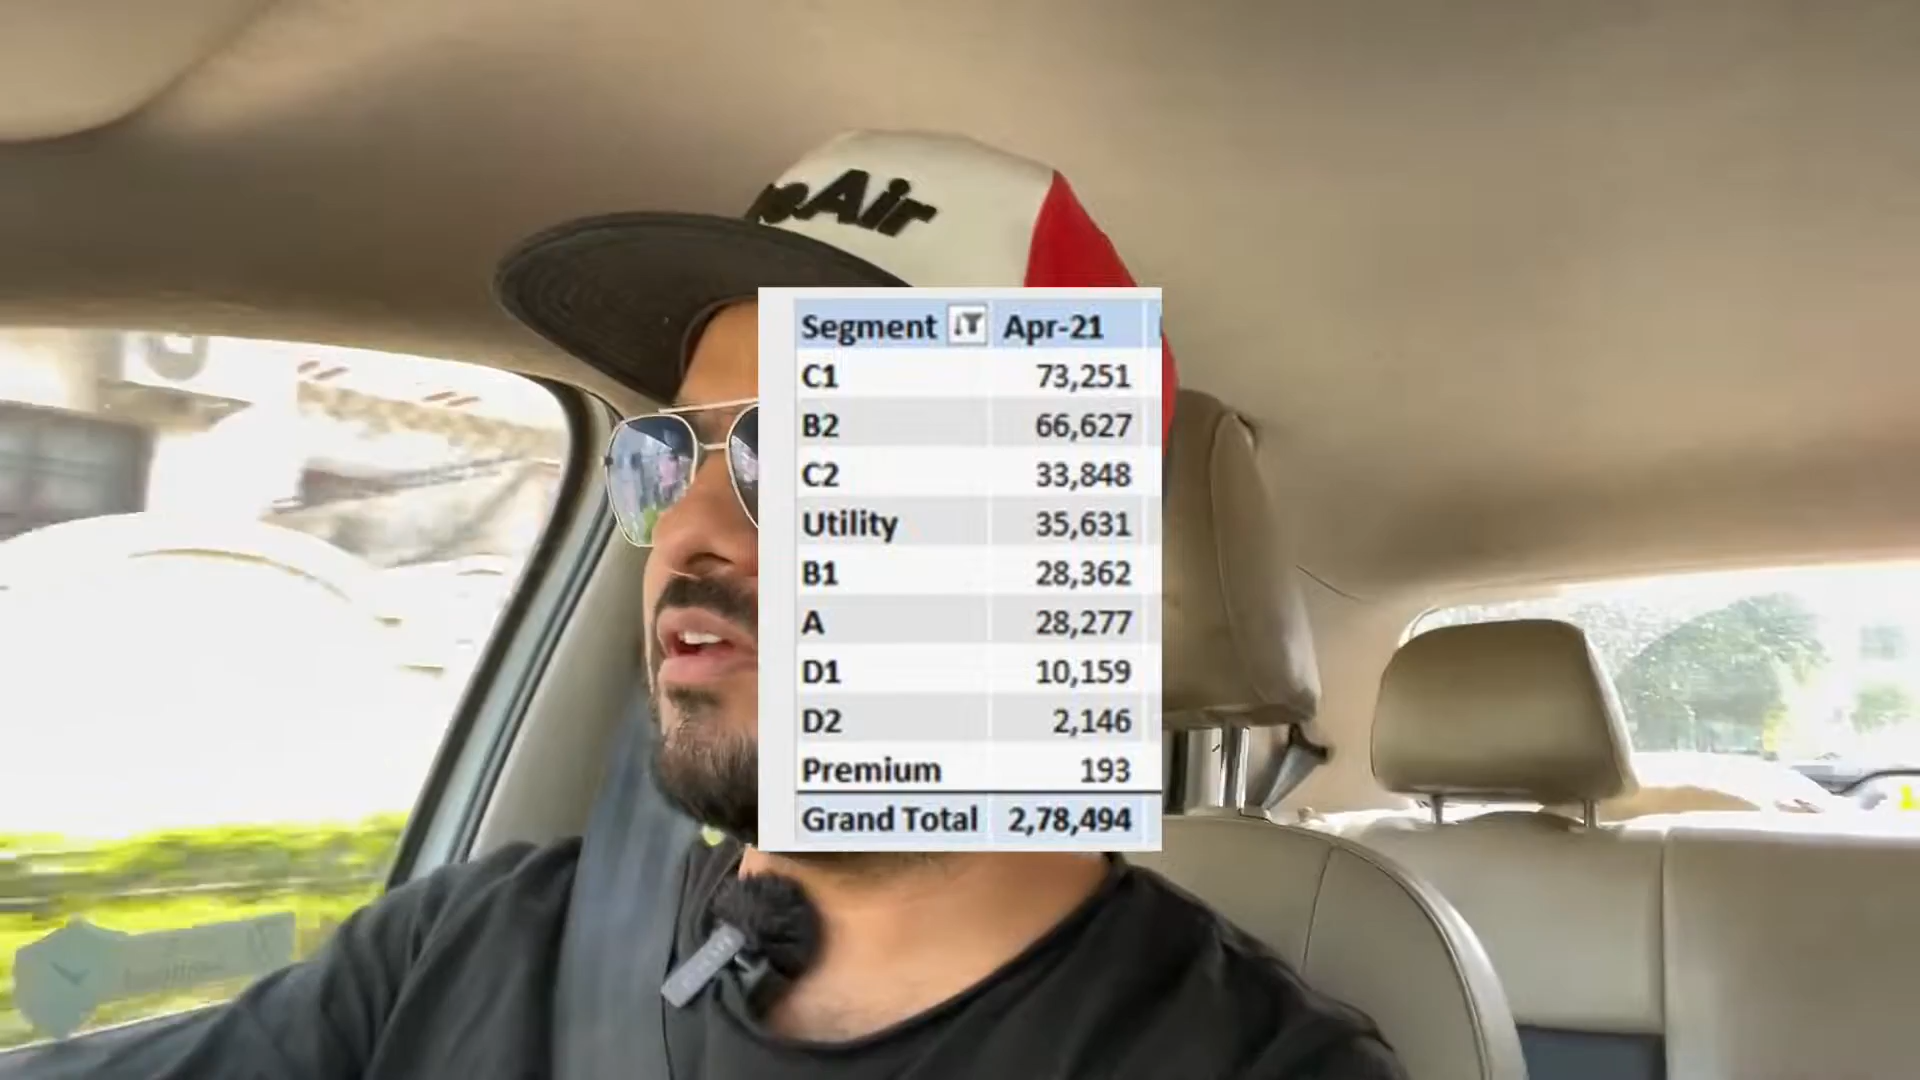 Air
Segment Apr-21
C1 73,251
B2 66,627
C2 33,848
Utility 35,631
B1 28,362
A 28,277
D1 10,159
D2 2,146
Premium 193
Grand Total 2,78,494